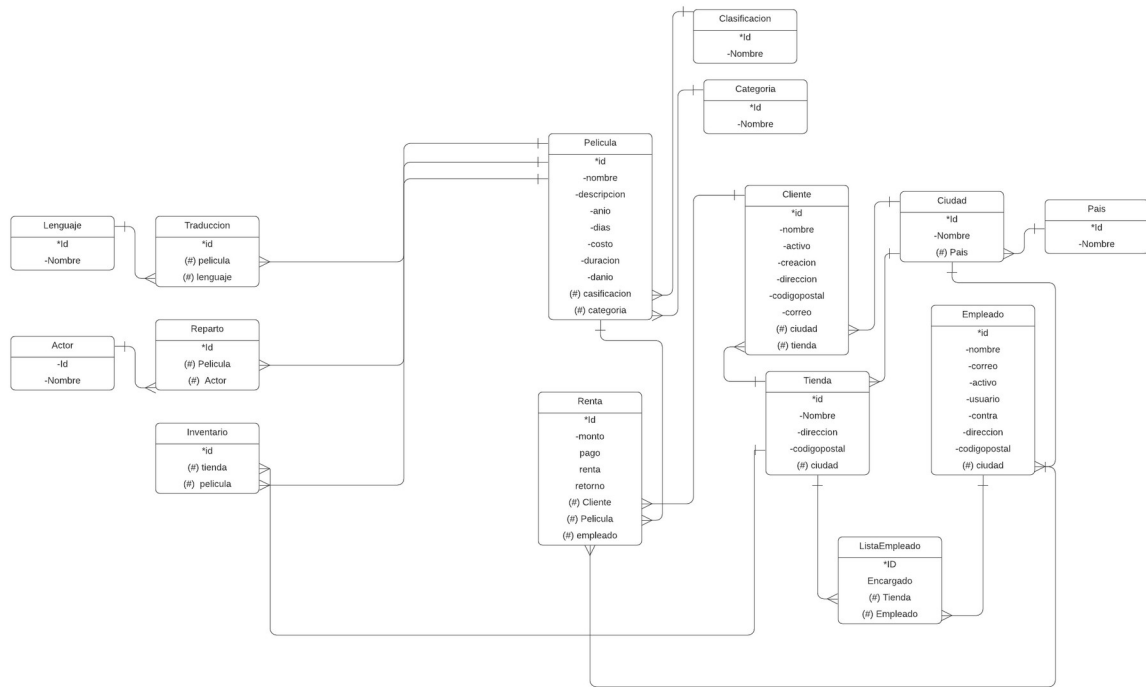 Clasificacion
*Id
-Nombre
Categoria
*Id
-Nombre
Pelicula
*id
-nombre
-descripcion
-anio
-dias
-costo
-duracion
-danio
(#) casificacion
(#) categoria
Cliente
*id
-nombre
-activo
-creacion
-direccion
-codigopostal
-correo
(#) ciudad
(#) tienda
Ciudad
*Id
-Nombre
(#) Pais
Pais
*Id
-Nombre
Lenguaje
*Id
-Nombre
Traduccion
*id
(#) pelicula
(#) lenguaje
Actor
-Id
-Nombre
Reparto
*Id
(#) Pelicula
(#) Actor
Inventario
*id
(#) tienda
(#) pelicula
Renta
*Id
-monto
pago
renta
retorno
(#) Cliente
(#) Pelicula
(#) empleado
Tienda
*id
-Nombre
-direccion
-codigopostal
(#) ciudad
Empleado
*id
-nombre
-correo
-activo
-usuario
-contra
-direccion
-codigopostal
(#) ciudad
ListaEmpleado
*ID
Encargado
(#) Tienda
(#) Empleado